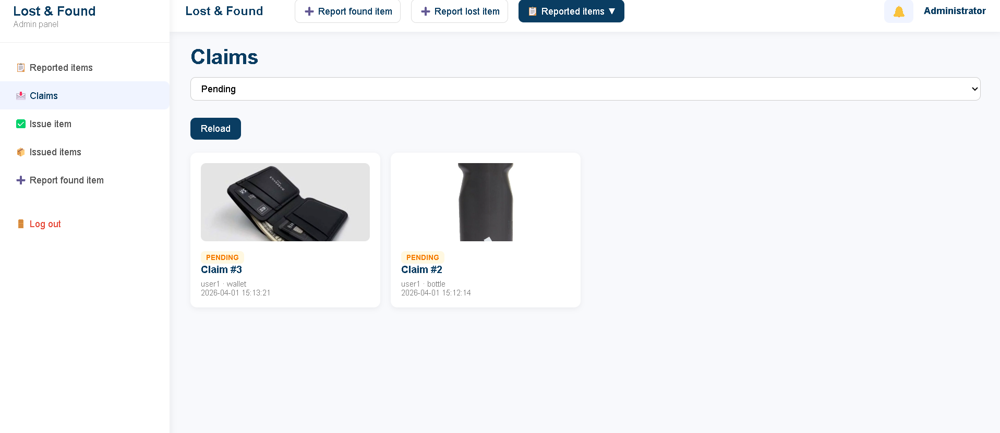 Lost & Found
Admin panel
Reported items
Claims
Issue item
Issued items
Report found item
Log out
Lost & Found
Report found item
Report lost item
Reported items ▼
Administrator
Claims
Pending
Reload
PENDING
Claim #3
user1 · wallet
2026-04-01 15:13:21
PENDING
Claim #2
user1 · bottle
2026-04-01 15:12:14